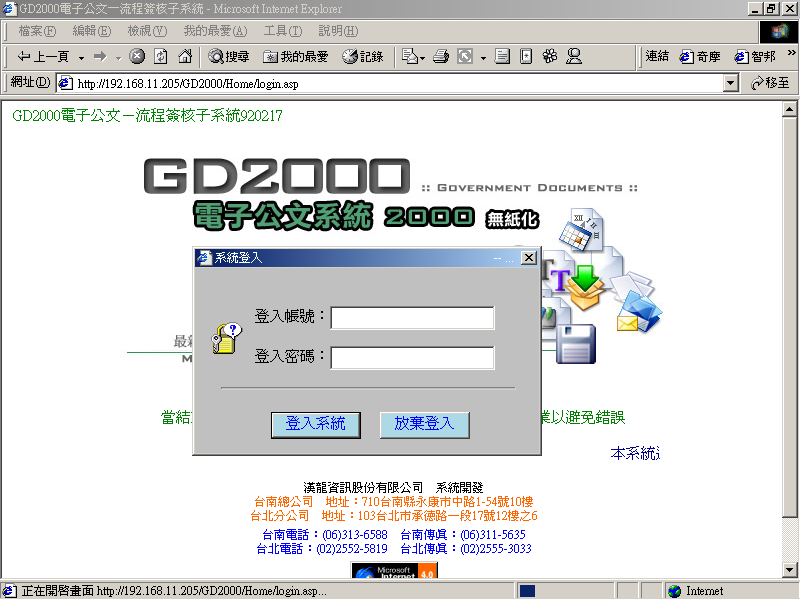 GD2000電子公文－流程簽核子系統 - Microsoft Internet Explorer
檔案(F) 編輯(E) 檢視(V) 我的最愛(A) 工具(T) 說明(H)
上一頁 搜尋 我的最愛 記錄 連結 奇摩 智邦 »
網址(D) http://192.168.11.205/GD2000/Home/login.asp 移至
GD2000電子公文－流程簽核子系統920217
GD2000 :: Government Documents ::
電子公文系統 2000 無紙化
系統登入
登入帳號：
登入密碼：
登入系統 放棄登入
最
M
當結 業以避免錯誤
本系統
漢龍資訊股份有限公司 系統開發
台南總公司 地址：710台南縣永康市中路1-54號10樓
台北分公司 地址：103台北市承德路一段17號12樓之6
台南電話：(06)313-6588 台南傳真：(06)311-5635
台北電話：(02)2552-5819 台北傳真：(02)2555-3033
Microsoft Internet 4.0
正在開啓畫面 http://192.168.11.205/GD2000/Home/login.asp... Internet